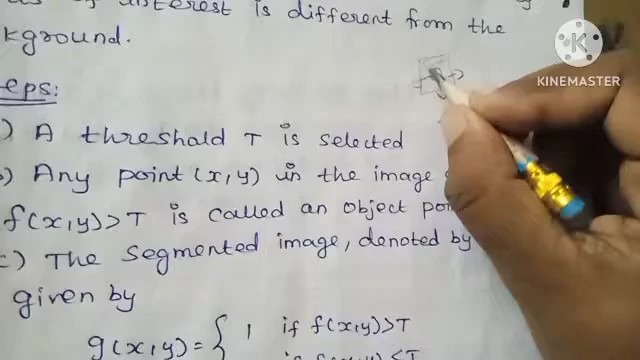 interest is different from the
kground.
KINEMASTER
eps:
) A threshold T is selected
) Any point (x,y) in the image
f(x,y)>T is called an object poi
c) The segmented image, denoted by
given by
g(x,y)={ 1 if f(x,y)>T